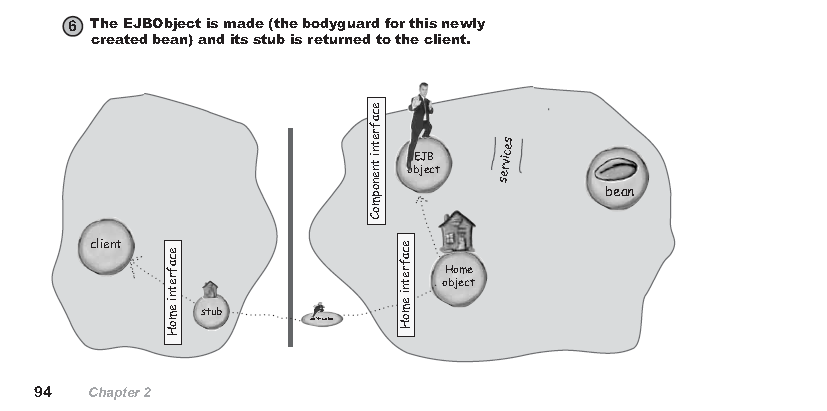 6 The EJBObject is made (the bodyguard for this newly
created bean) and its stub is returned to the client.
Component interface
EJB
object
services
bean
client
Home interface
stub
Home interface
Home
object
94 Chapter 2